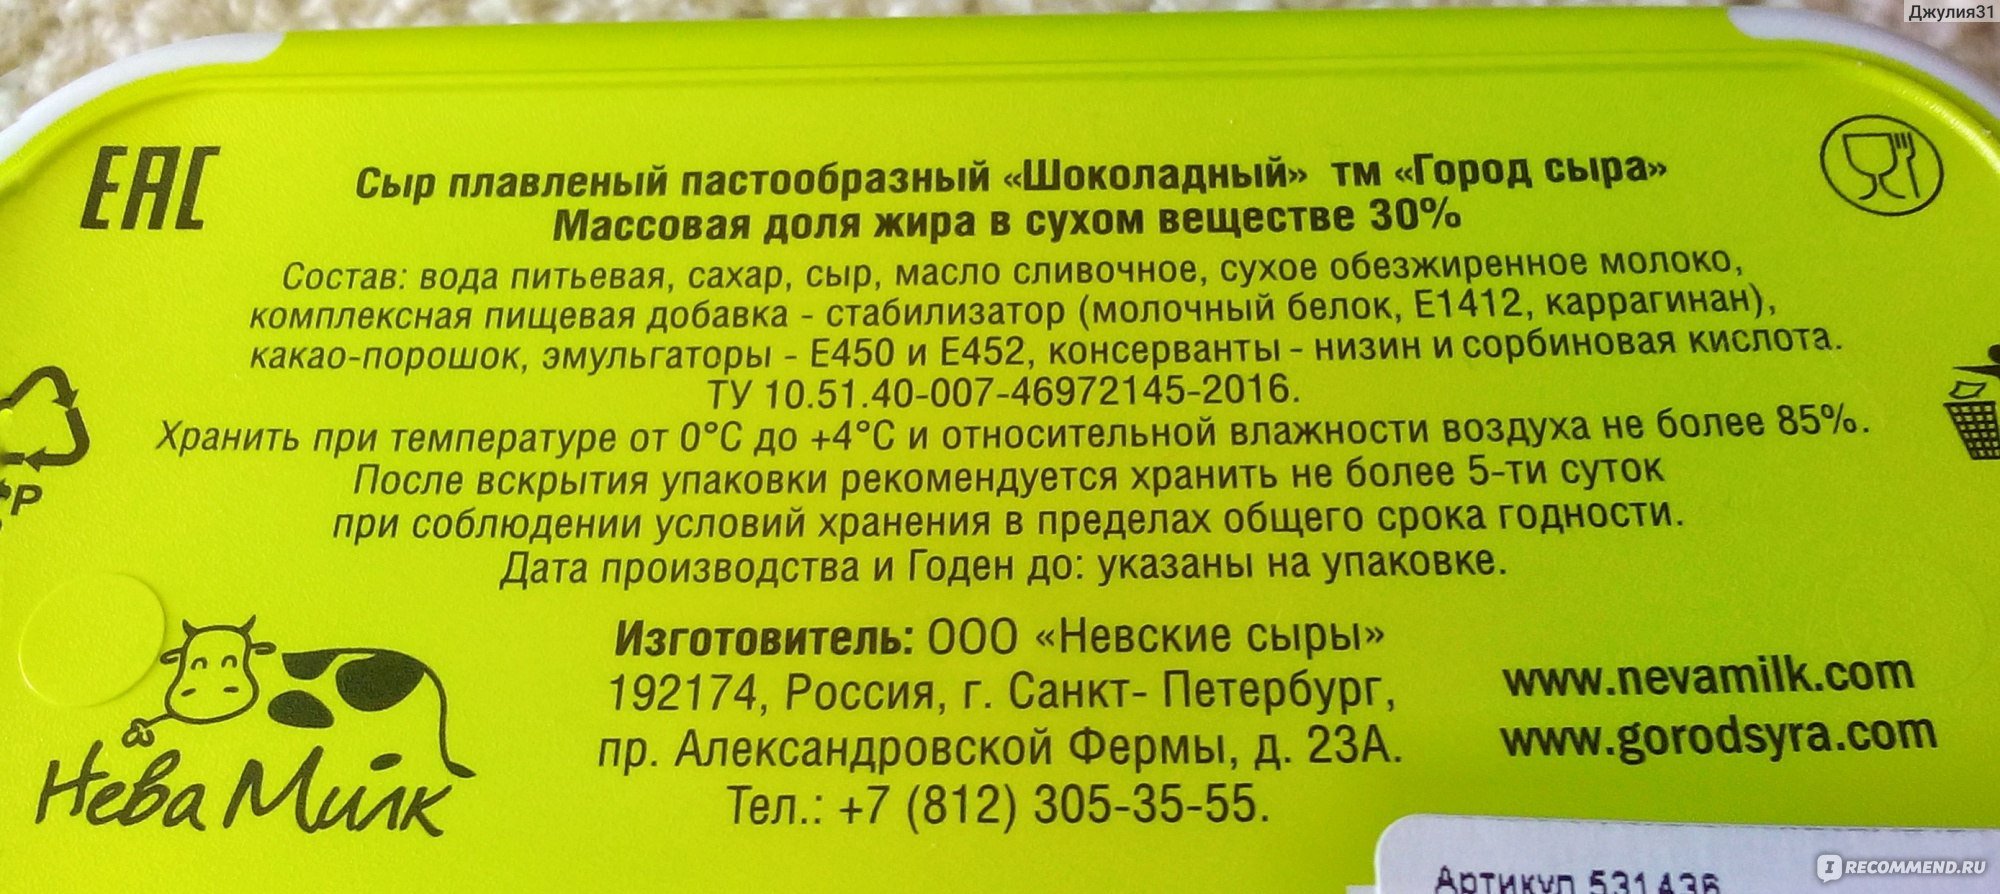 Джулия31
EAC
Сыр плавленый пастообразный «Шоколадный» тм «Город сыра»
Массовая доля жира в сухом веществе 30%
Состав: вода питьевая, сахар, сыр, масло сливочное, сухое обезжиренное молоко,
комплексная пищевая добавка - стабилизатор (молочный белок, Е1412, каррагинан),
какао-порошок, эмульгаторы - Е450 и Е452, консерванты - низин и сорбиновая кислота.
ТУ 10.51.40-007-46972145-2016.
Хранить при температуре от 0°С до +4°С и относительной влажности воздуха не более 85%.
После вскрытия упаковки рекомендуется хранить не более 5-ти суток
при соблюдении условий хранения в пределах общего срока годности.
Дата производства и Годен до: указаны на упаковке.
Изготовитель: ООО «Невские сыры»
192174, Россия, г. Санкт- Петербург,
пр. Александровской Фермы, д. 23А.
Тел.: +7 (812) 305-35-55.
www.nevamilk.com
www.gorodsyra.com
Нева Милк
Артикул 531436
IRECOMMEND.RU